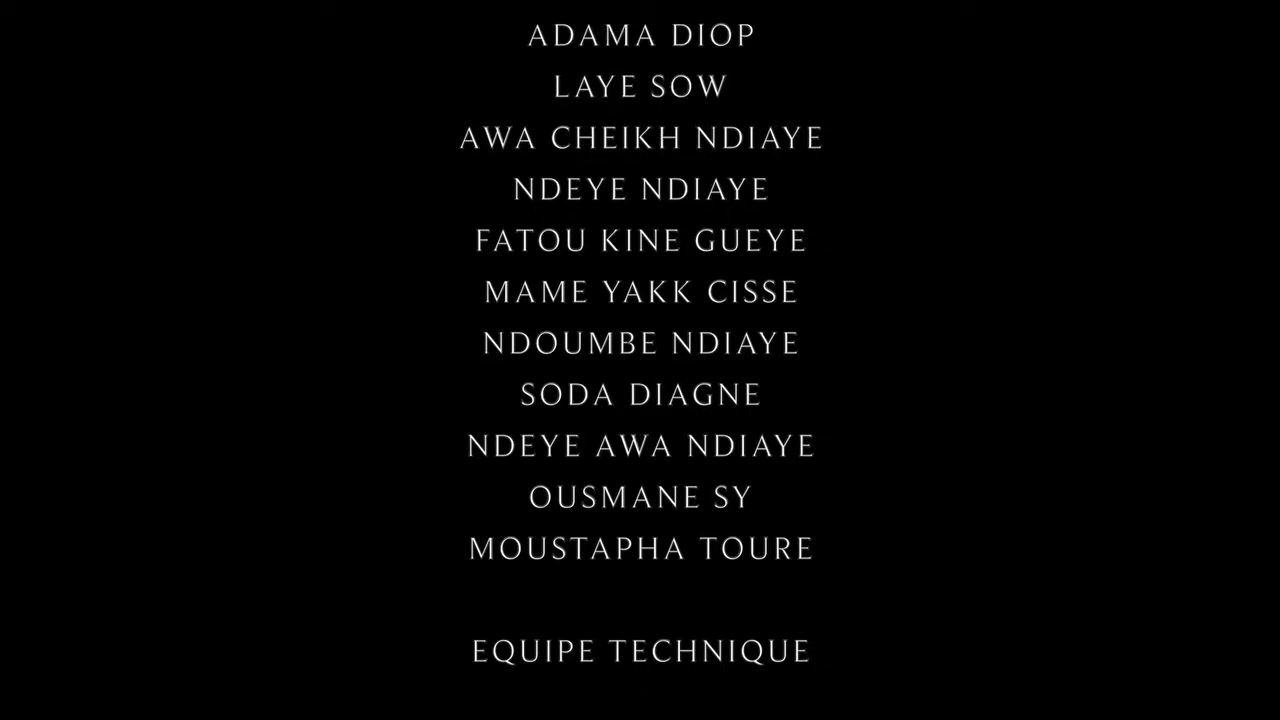 ADAMA DIOP
LAYE SOW
AWA CHEIKH NDIAYE
NDEYE NDIAYE
FATOU KINE GUEYE
MAME YAKK CISSE
NDOUMBE NDIAYE
SODA DIAGNE
NDEYE AWA NDIAYE
OUSMANE SY
MOUSTAPHA TOURE
EQUIPE TECHNIQUE